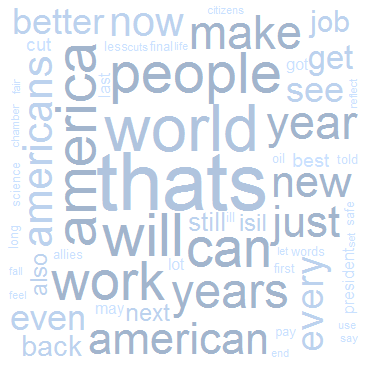 citizens
better now make job
cut lesscuts final life
people get
last got see
fair
americans america world year
chamber reflect
oil best told
science thats new
will can still ill isil just
long also allies lot let words
first president set safe
fall work years every
feel may next pay use
even american say
back end